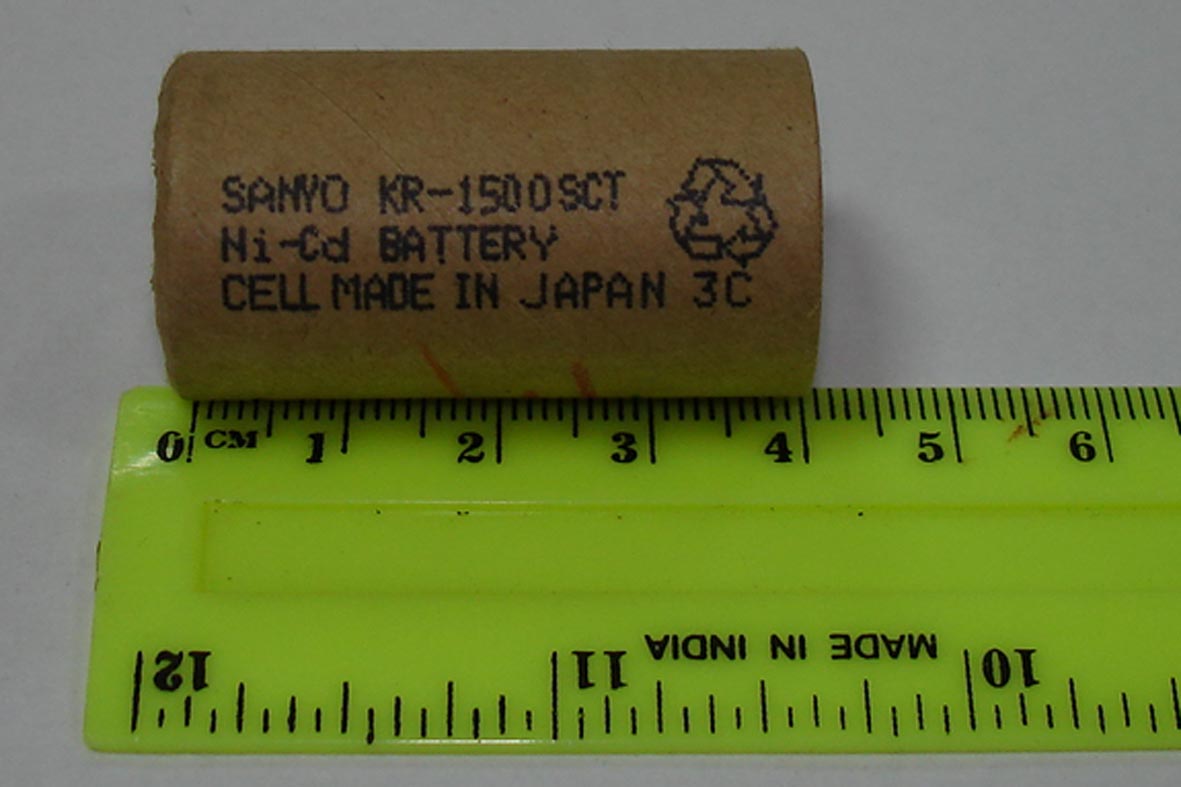 SANYO KR-1500SCT
Ni-Cd BATTERY
CELL MADE IN JAPAN 3C
0 CM 1 2 3 4 5 6
MADE IN INDIA
12 11 10